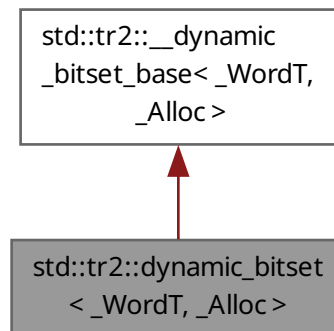 std::tr2::__dynamic
_bitset_base< _WordT,
_Alloc >
std::tr2::dynamic_bitset
< _WordT, _Alloc >